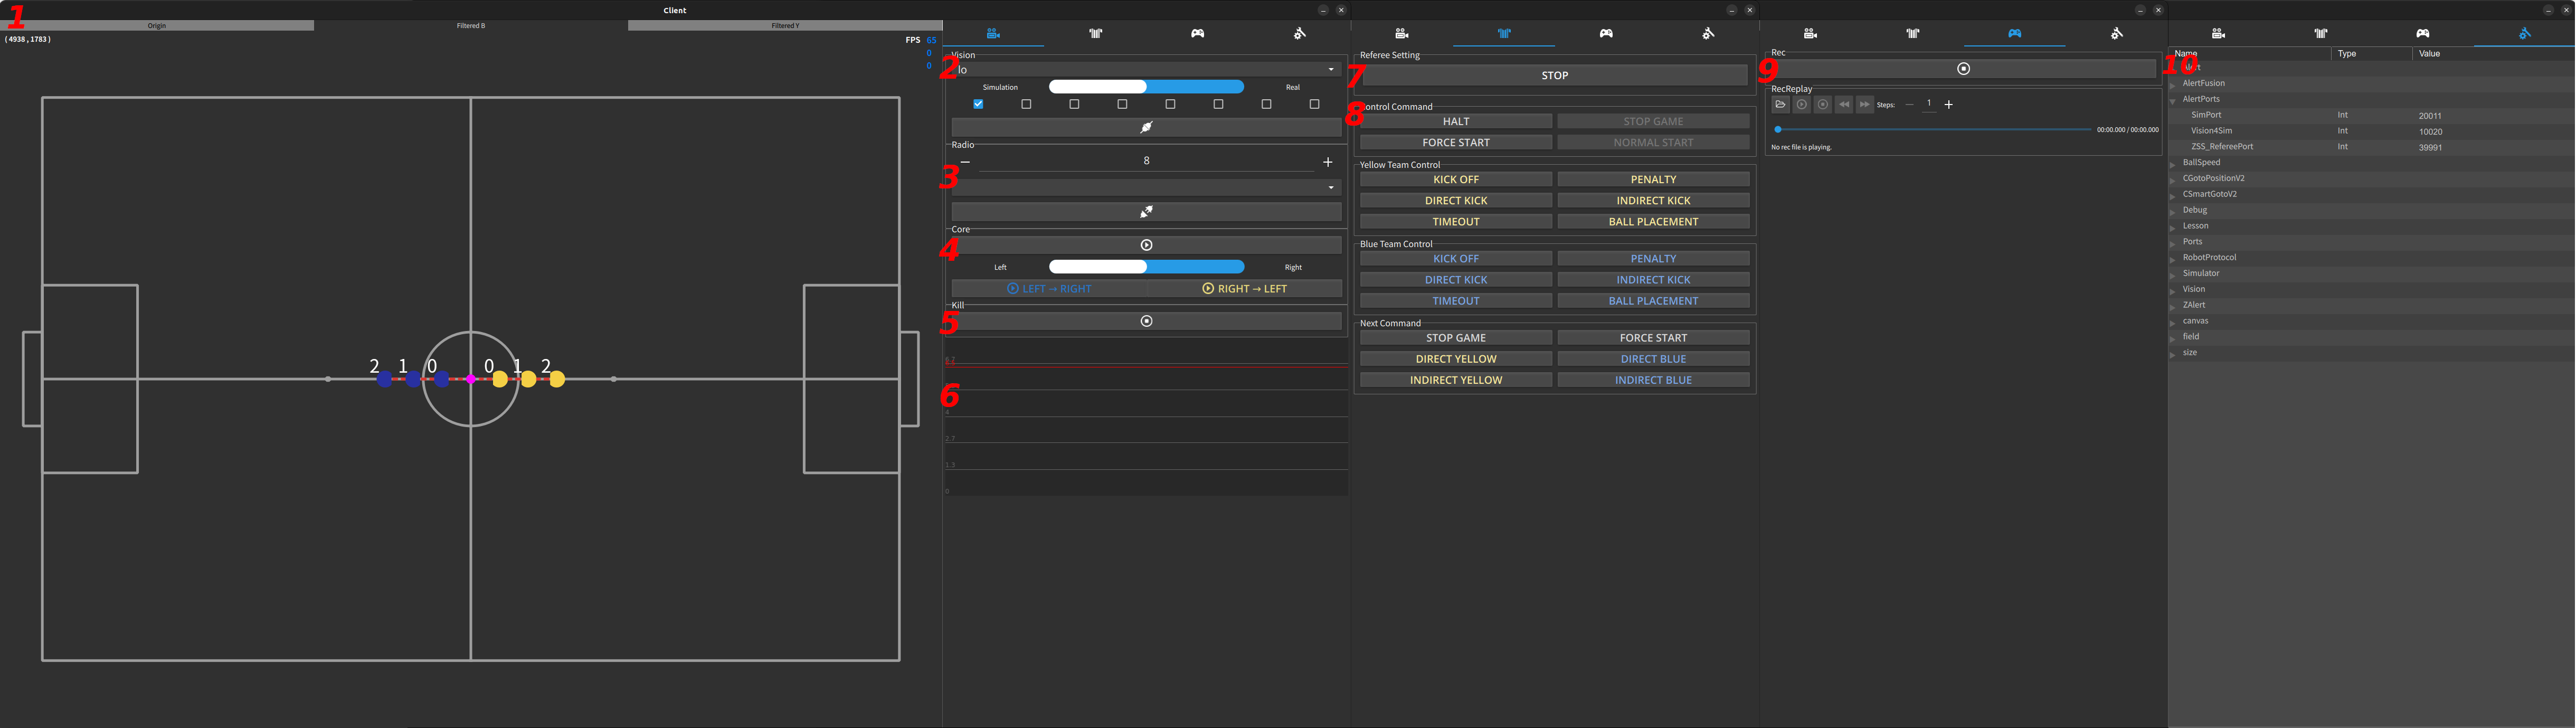 Client
1
Origin
Filtered B
Filtered Y
(4938,1783)
FPS 65
0
0
2 1 0 0 1 2
Vision
2
lo
Simulation
Real
Radio
8
3
Core
4
Left
Right
LEFT → RIGHT
RIGHT → LEFT
Kill
5
6
4
2.7
1.3
0
Referee Setting
7
STOP
Control Command
8
HALT
STOP GAME
FORCE START
NORMAL START
Yellow Team Control
KICK OFF
PENALTY
DIRECT KICK
INDIRECT KICK
TIMEOUT
BALL PLACEMENT
Blue Team Control
KICK OFF
PENALTY
DIRECT KICK
INDIRECT KICK
TIMEOUT
BALL PLACEMENT
Next Command
STOP GAME
FORCE START
DIRECT YELLOW
DIRECT BLUE
INDIRECT YELLOW
INDIRECT BLUE
Rec
9
RecReplay
Steps: 1
00:00.000 / 00:00.000
No rec file is playing.
Name Type Value
10
Alert
AlertFusion
AlertPorts
SimPort Int 20011
Vision4Sim Int 10020
ZSS_RefereePort Int 39991
BallSpeed
CGotoPositionV2
CSmartGotoV2
Debug
Lesson
Ports
RobotProtocol
Simulator
Vision
ZAlert
canvas
field
size